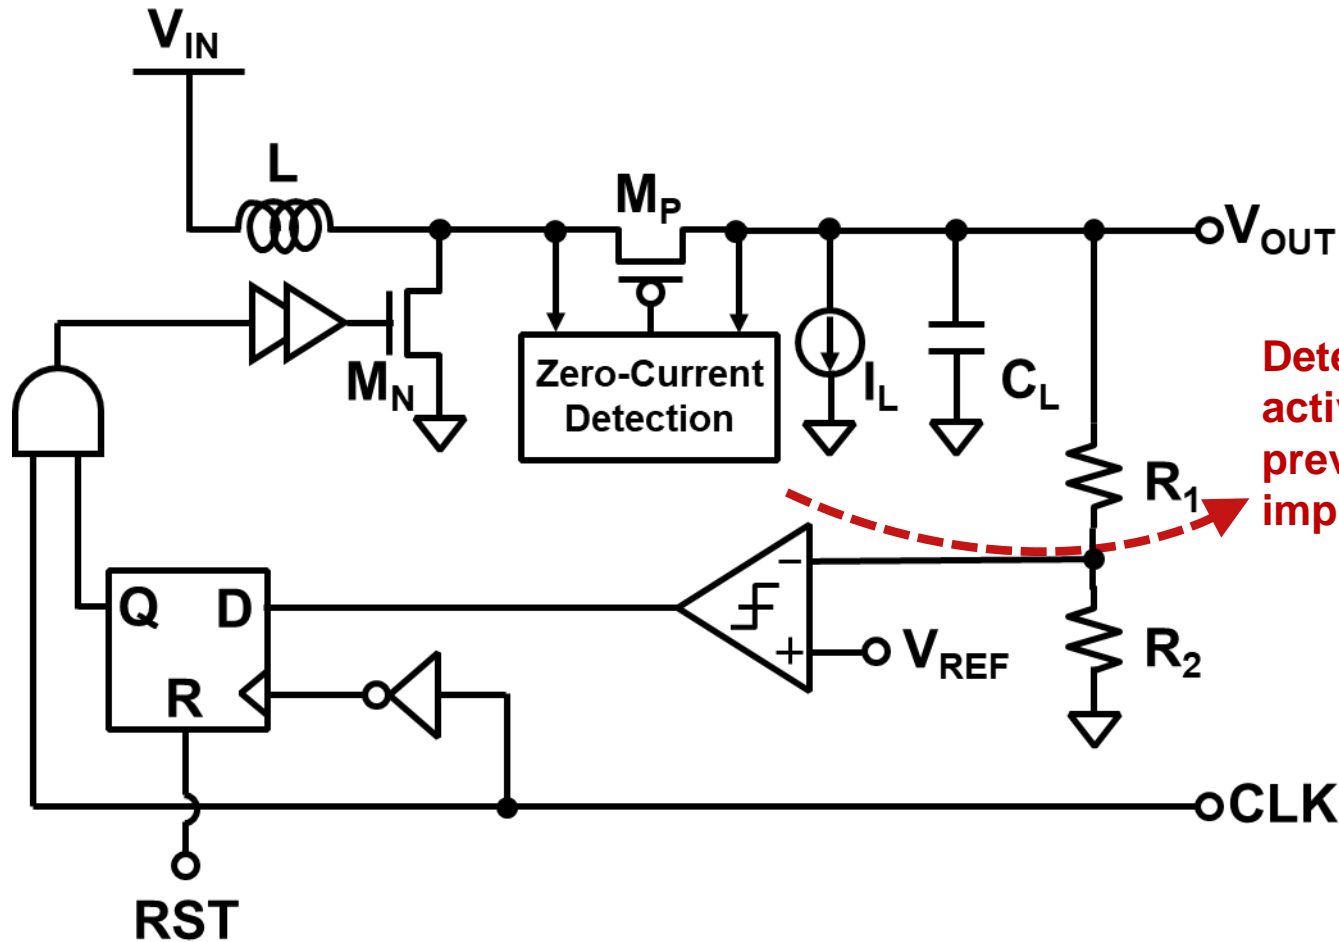 VIN
L
MP
VOUT
MN
Zero-Current
Detection
IL
CL
R1
Q
D
R
−
+
VREF
R2
CLK
RST